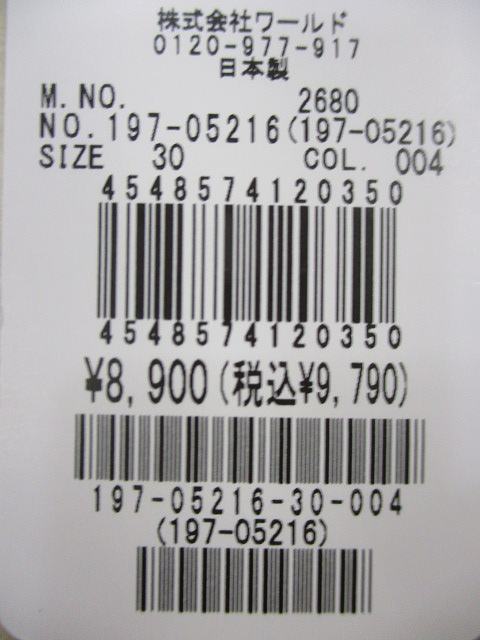 株式会社ワールド
0120-977-917
日本製
M.NO. 2680
NO.197-05216(197-05216)
SIZE 30 COL. 004
4548574120350
4548574120350
¥8,900(税込¥9,790)
197-05216-30-004
(197-05216)